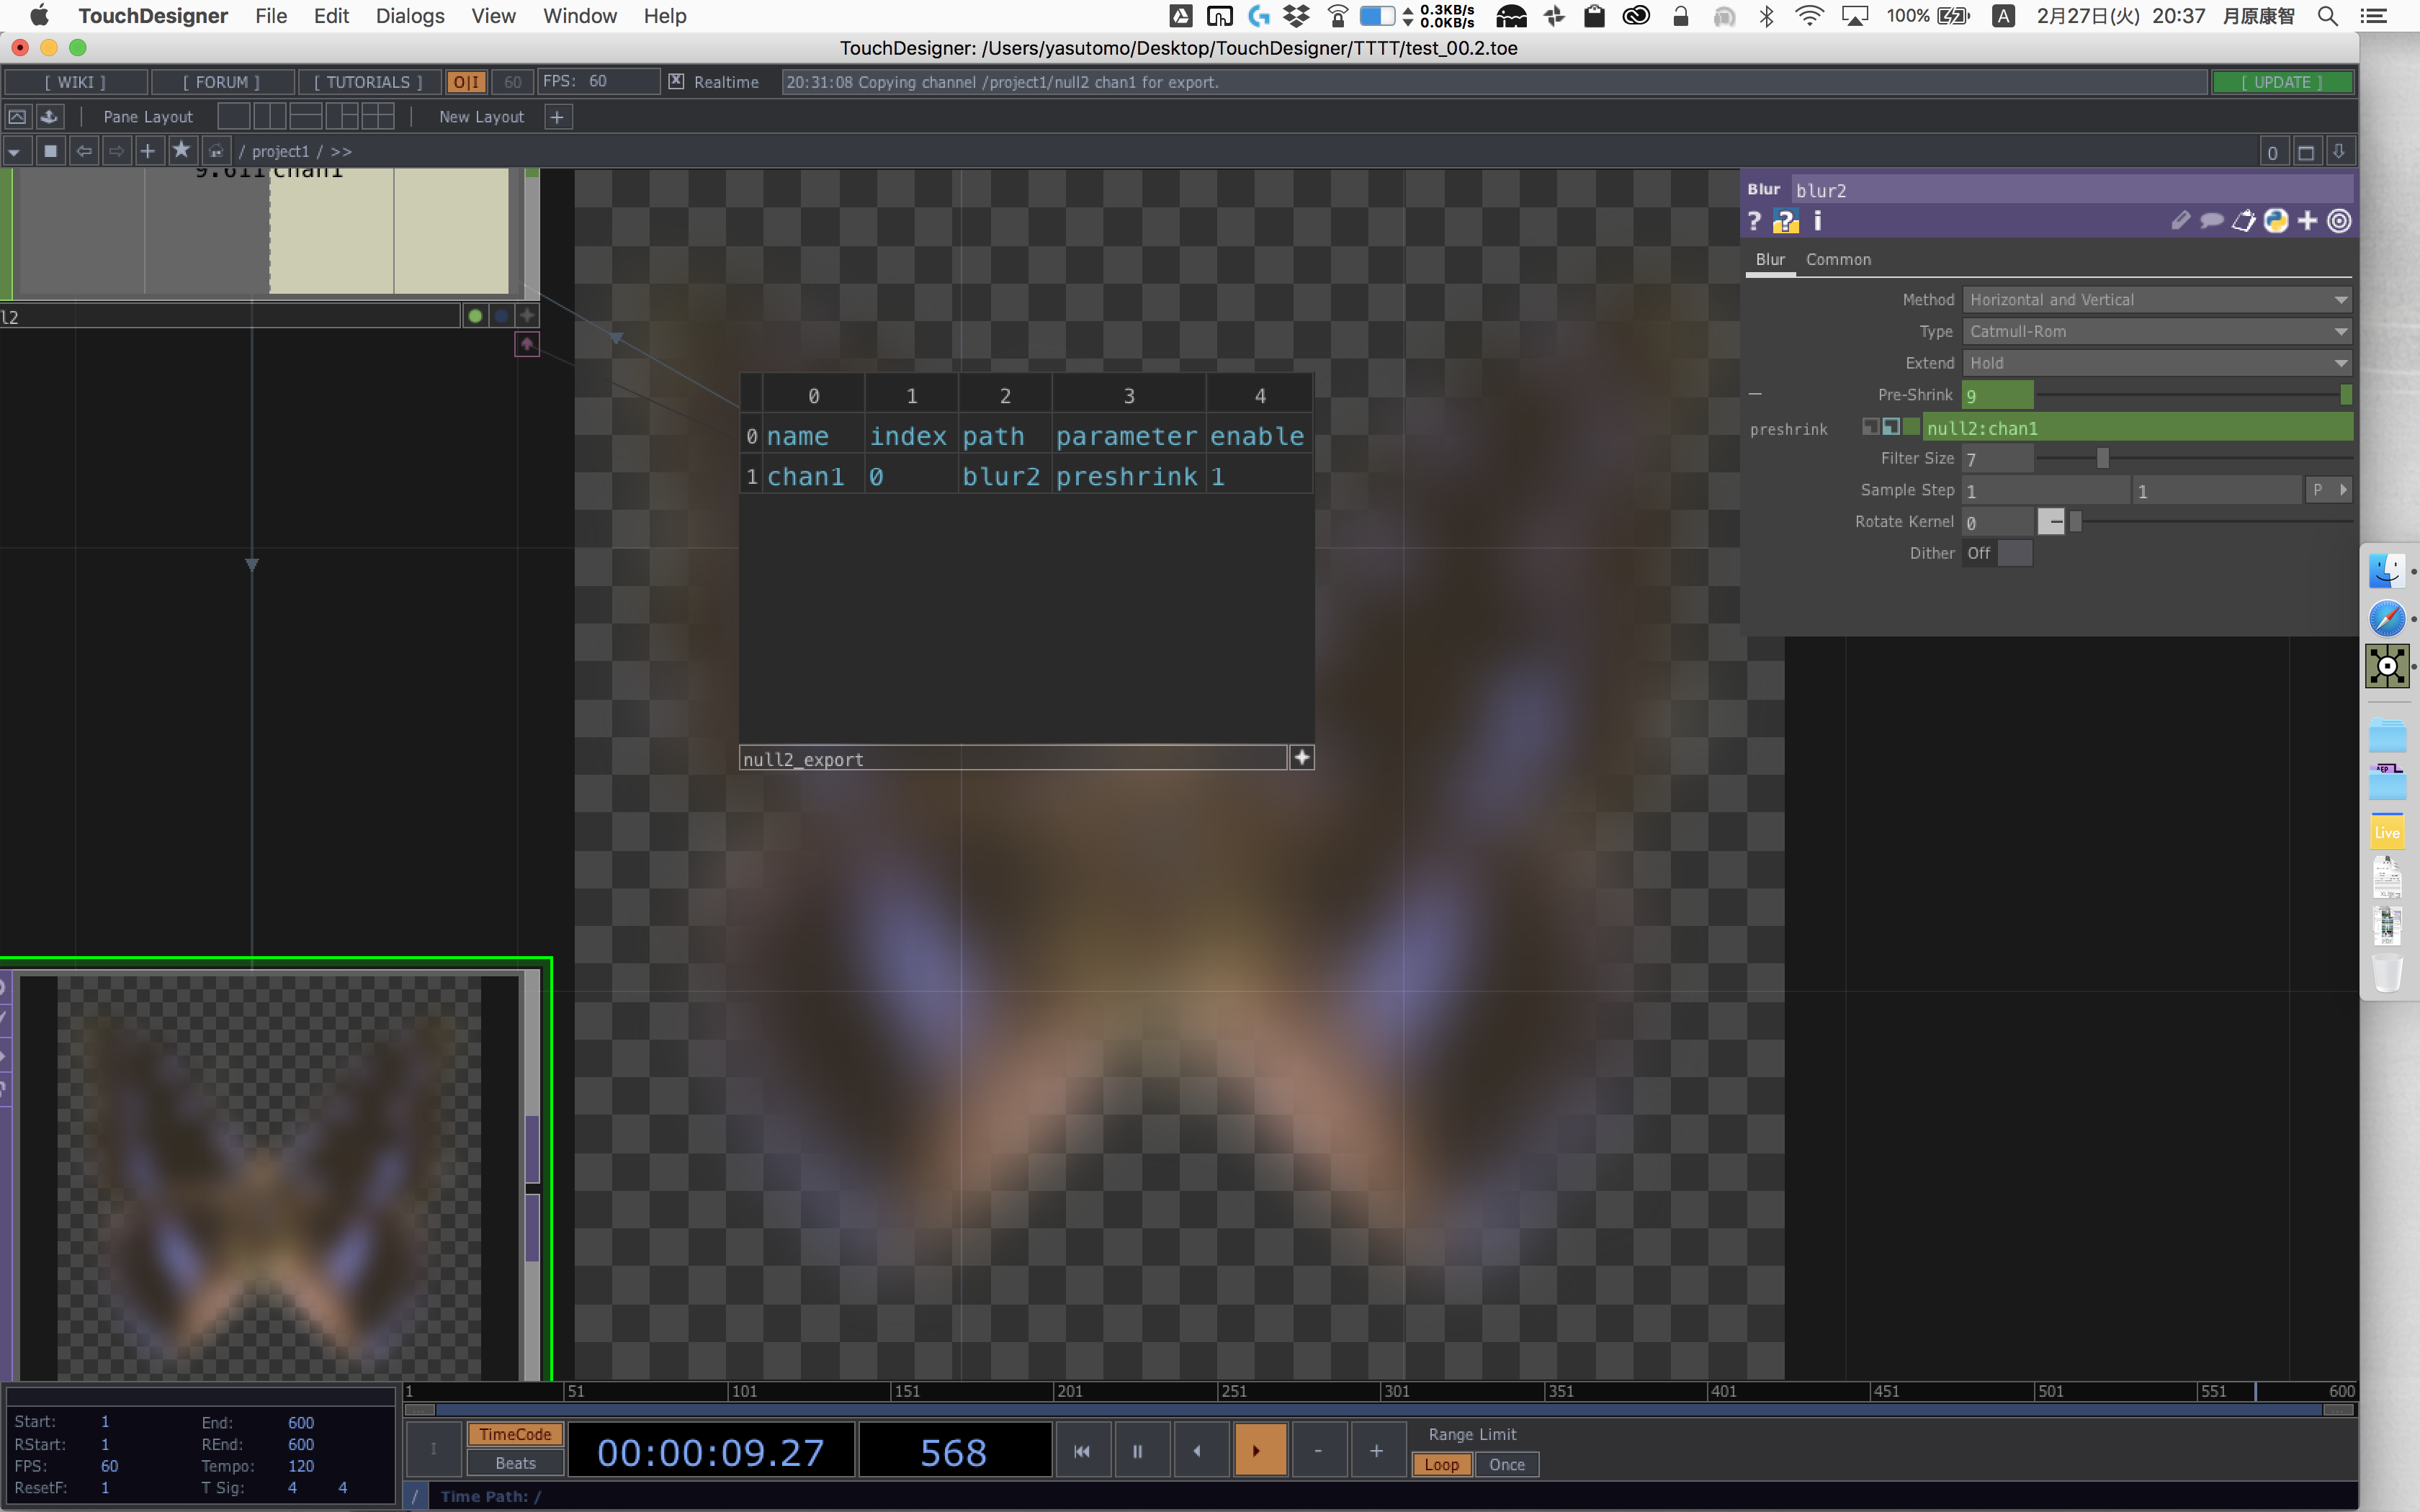 TouchDesigner File Edit Dialogs View Window Help 0.3KB/s 0.0KB/s 100% A 2月27日(火) 20:37 月原康智
TouchDesigner: /Users/yasutomo/Desktop/TouchDesigner/TTTT/test_00.2.toe
[ WIKI ] [ FORUM ] [ TUTORIALS ] O|I 60 FPS: 60 Realtime 20:31:08 Copying channel /project1/null2 chan1 for export. [ UPDATE ]
Pane Layout New Layout +
/ project1 / >> 0
9.611 chan1
l2
0 1 2 3 4
0 name index path parameter enable
1 chan1 0 blur2 preshrink 1
null2_export
Blur blur2
? ? i
Blur Common
Method Horizontal and Vertical
Type Catmull-Rom
Extend Hold
Pre-Shrink 9
preshrink null2:chan1
Filter Size 7
Sample Step 1 1 P
Rotate Kernel 0
Dither Off
AEP
Live
1 51 101 151 201 251 301 351 401 451 501 551 600
Start: 1 End: 600
RStart: 1 REnd: 600
FPS: 60 Tempo: 120
ResetF: 1 T Sig: 4 4
I TimeCode Beats 00:00:09.27 568 - + Range Limit
Loop Once
/ Time Path: /